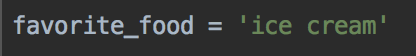 favorite_food = 'ice cream'